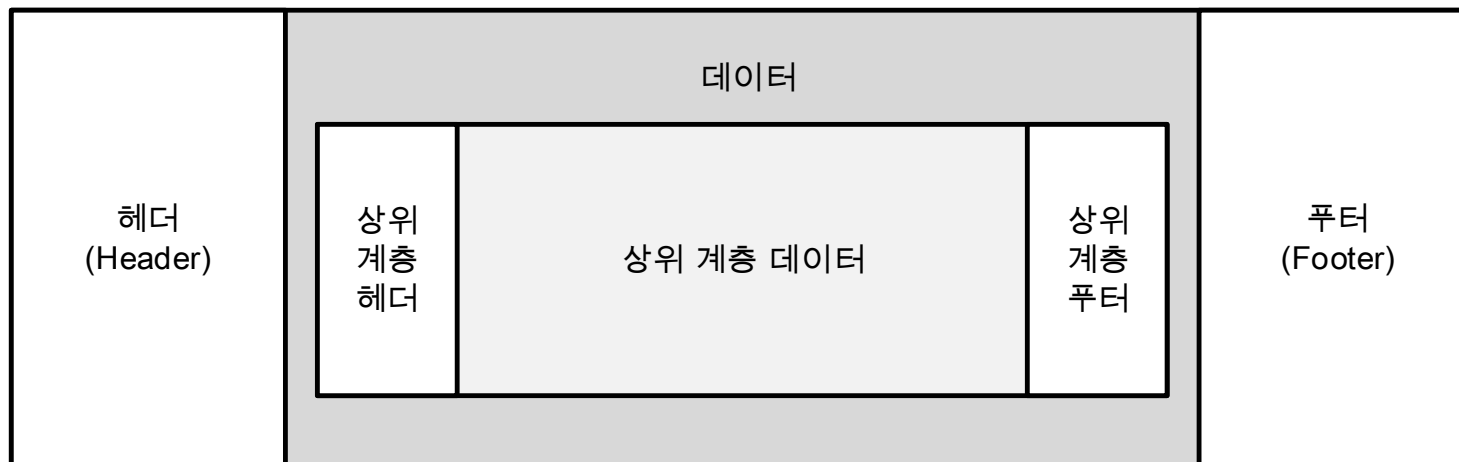 데이터
헤더
(Header)
상위
계층
헤더
상위 계층 데이터
상위
계층
푸터
푸터
(Footer)